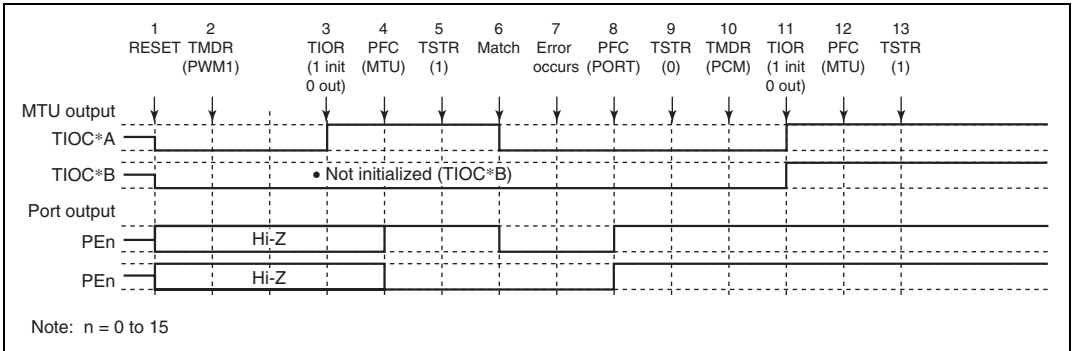 1 2 3 4 5 6 7 8 9 10 11 12 13
RESET TMDR TIOR PFC TSTR Match Error PFC TSTR TMDR TIOR PFC TSTR
(PWM1) (1 init (MTU) (1) occurs (PORT) (0) (PCM) (1 init (MTU) (1)
0 out) 0 out)
MTU output
TIOC*A
TIOC*B • Not initialized (TIOC*B)
Port output
PEn Hi-Z
PEn Hi-Z
Note: n = 0 to 15